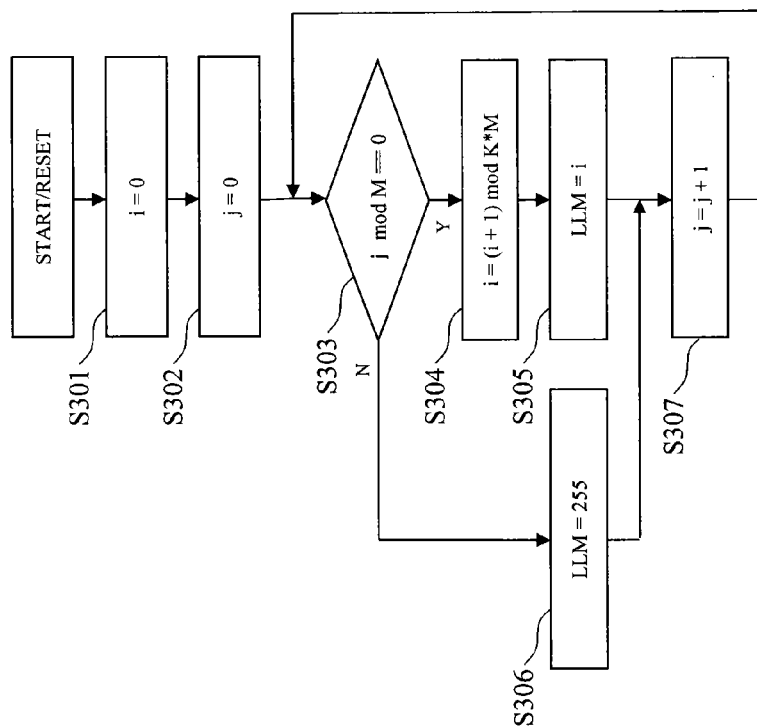 START/RESET
S301
i = 0
S302
j = 0
S303
j mod M == 0
N
Y
S304
i = (i + 1) mod K*M
S306
LLM = 255
S305
LLM = i
S307
j = j + 1